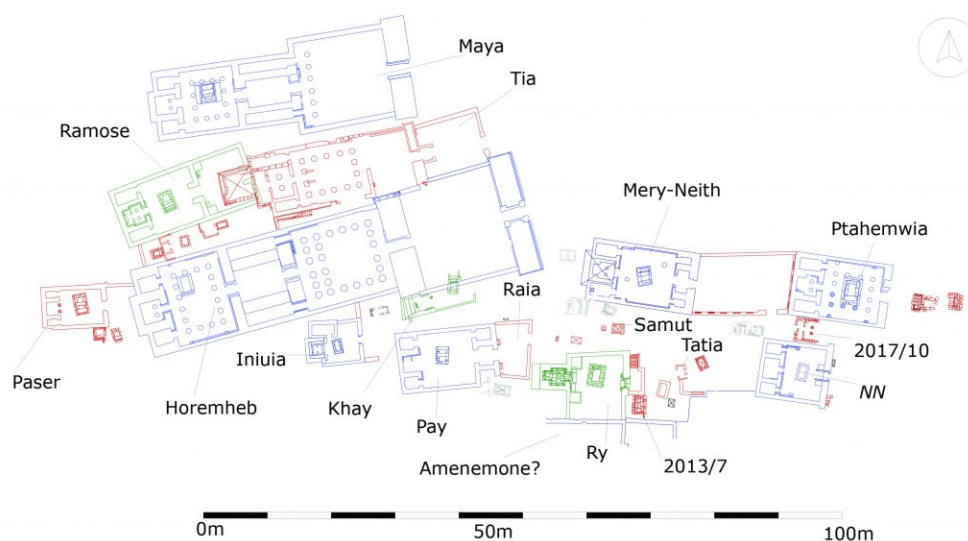 Maya
Tia
Ramose
Mery-Neith
Ptahemwia
Raia
Samut
Tatia
2017/10
Paser
Iniuia
Horemheb
Khay
Pay
NN
Amenemone?
Ry
2013/7
0m
50m
100m